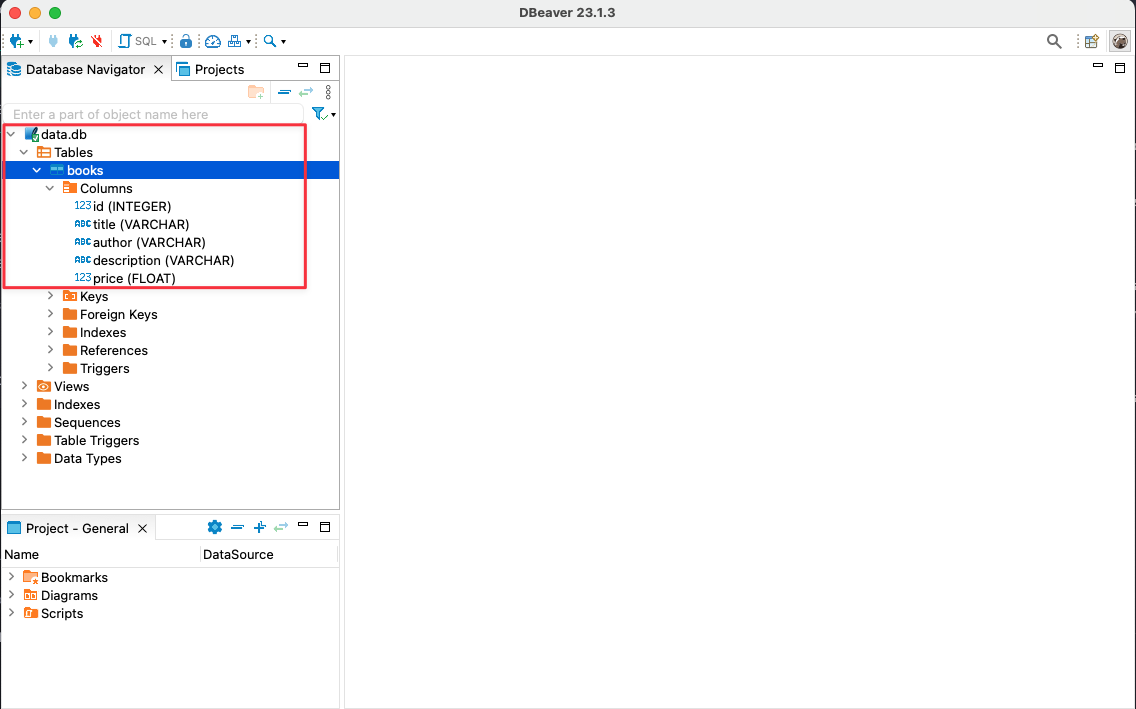 DBeaver 23.1.3
SQL
Database Navigator
Projects
Enter a part of object name here
data.db
Tables
books
Columns
123 id (INTEGER)
ABC title (VARCHAR)
ABC author (VARCHAR)
ABC description (VARCHAR)
123 price (FLOAT)
Keys
Foreign Keys
Indexes
References
Triggers
Views
Indexes
Sequences
Table Triggers
Data Types
Project - General
Name DataSource
Bookmarks
Diagrams
Scripts